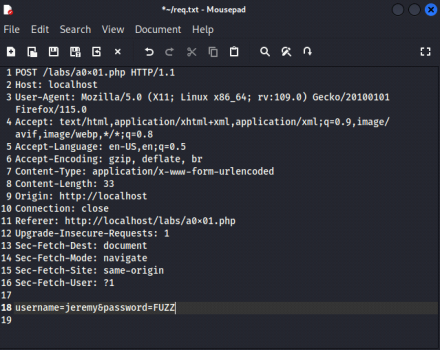 *~/req.txt - Mousepad
File Edit Search View Document Help
1 POST /labs/a0x01.php HTTP/1.1
2 Host: localhost
3 User-Agent: Mozilla/5.0 (X11; Linux x86_64; rv:109.0) Gecko/20100101
Firefox/115.0
4 Accept: text/html,application/xhtml+xml,application/xml;q=0.9,image/
avif,image/webp,*/*;q=0.8
5 Accept-Language: en-US,en;q=0.5
6 Accept-Encoding: gzip, deflate, br
7 Content-Type: application/x-www-form-urlencoded
8 Content-Length: 33
9 Origin: http://localhost
10 Connection: close
11 Referer: http://localhost/labs/a0x01.php
12 Upgrade-Insecure-Requests: 1
13 Sec-Fetch-Dest: document
14 Sec-Fetch-Mode: navigate
15 Sec-Fetch-Site: same-origin
16 Sec-Fetch-User: ?1
17
18 username=jeremy&password=FUZZ
19